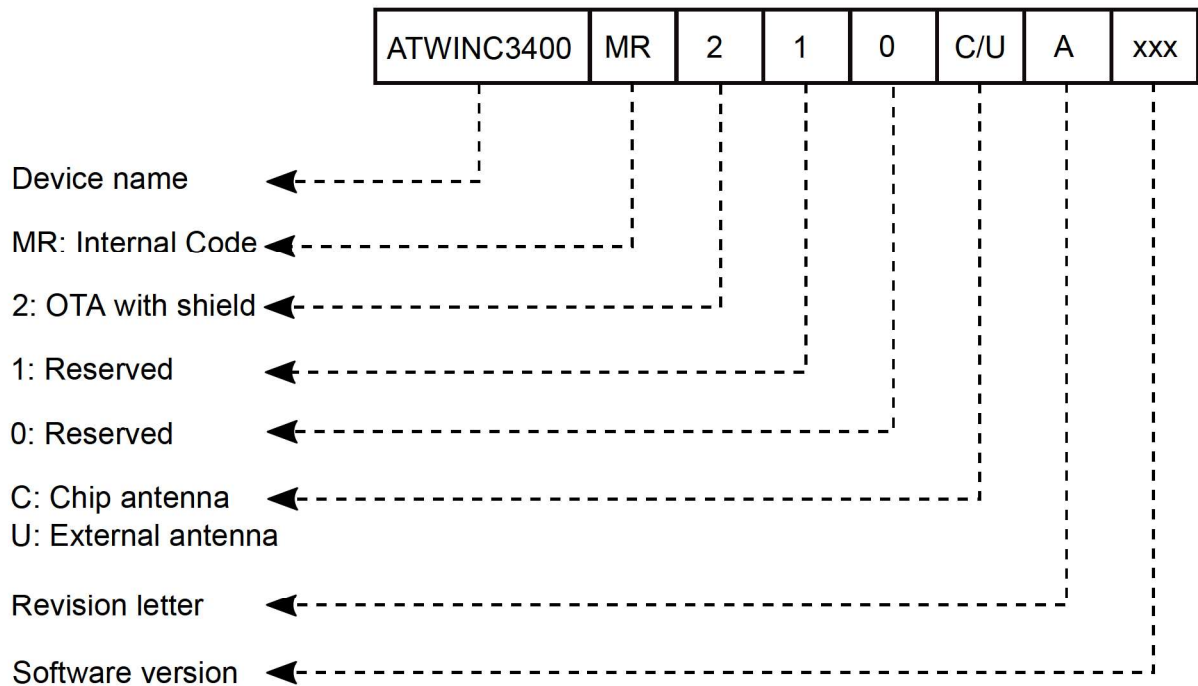 ATWINC3400 MR 2 1 0 C/U A xxx
Device name
MR: Internal Code
2: OTA with shield
1: Reserved
0: Reserved
C: Chip antenna
U: External antenna
Revision letter
Software version